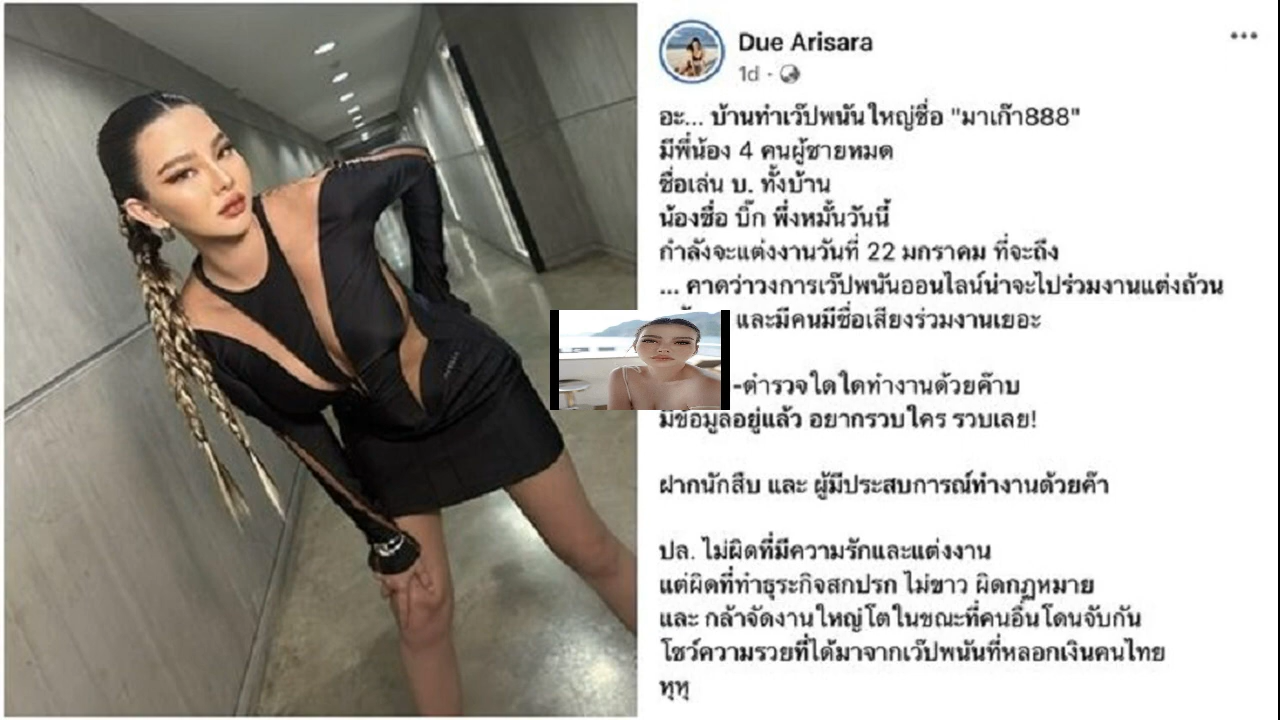 Due Arisara
1d
อะ... บ้านทำเว๊ปพนันใหญ่ชื่อ "มาเก๊า888"
มีพี่น้อง 4 คนผู้ชายหมด
ชื่อเล่น บ. ทั้งบ้าน
น้องชื่อ บิ๊ก พึ่งหมั้นวันนี้
กำลังจะแต่งงานวันที่ 22 มกราคม ที่จะถึง
... คาดว่าวงการเว๊ปพนันออนไลน์น่าจะไปร่วมงานแต่งถ้วน
และมีคนมีชื่อเสียงร่วมงานเยอะ
-ตำรวจใดใดทำงานด้วยค๊าบ
มีข้อมูลอยู่แล้ว อยากรวบใคร รวบเลย!
ฝากนักสืบ และ ผู้มีประสบการณ์ทำงานด้วยค๊า
ปล. ไม่ผิดที่มีความรักและแต่งงาน
แต่ผิดที่ทำธุระกิจสกปรก ไม่ขาว ผิดกฏหมาย
และ กล้าจัดงานใหญ่โตในขณะที่คนอื่นโดนจับกัน
โชว์ความรวยที่ได้มาจากเว๊ปพนันที่หลอกเงินคนไทย
หุหุ